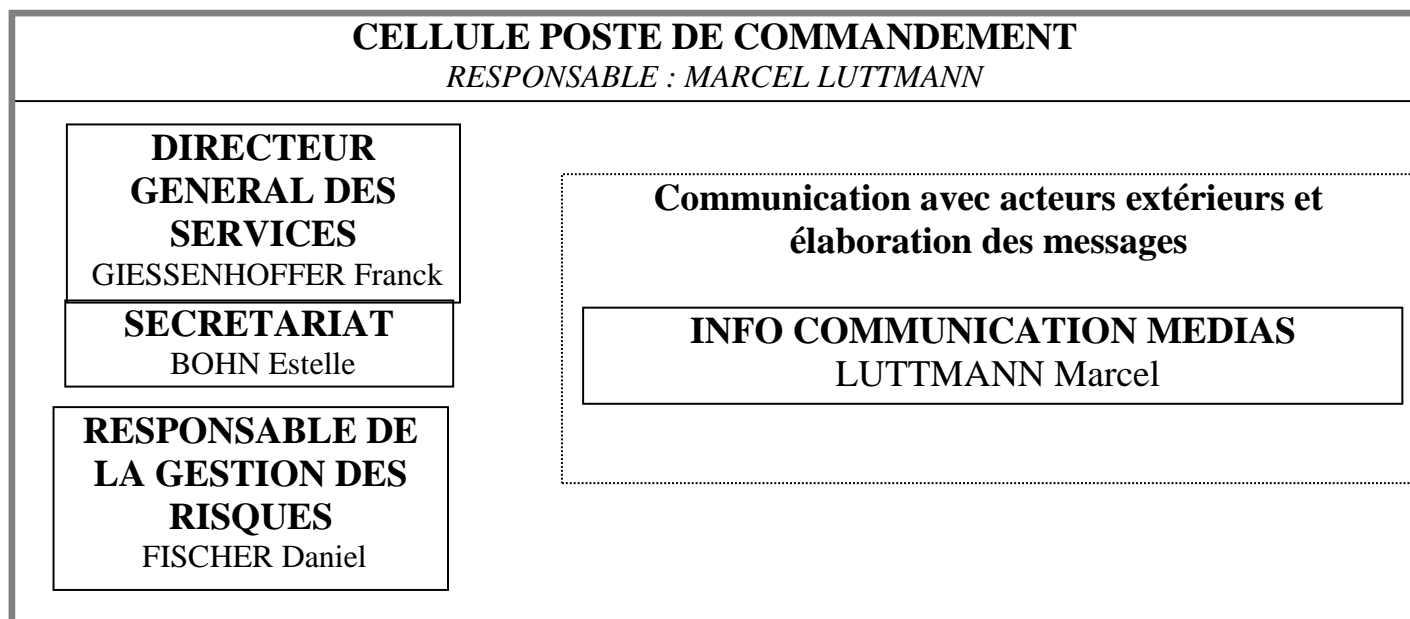 CELLULE POSTE DE COMMANDEMENT
RESPONSABLE : MARCEL LUTTMANN
DIRECTEUR
GENERAL DES
SERVICES
GIESSENHOFFER Franck
SECRETARIAT
BOHN Estelle
RESPONSABLE DE
LA GESTION DES
RISQUES
FISCHER Daniel
Communication avec acteurs extérieurs et
élaboration des messages
INFO COMMUNICATION MEDIAS
LUTTMANN Marcel